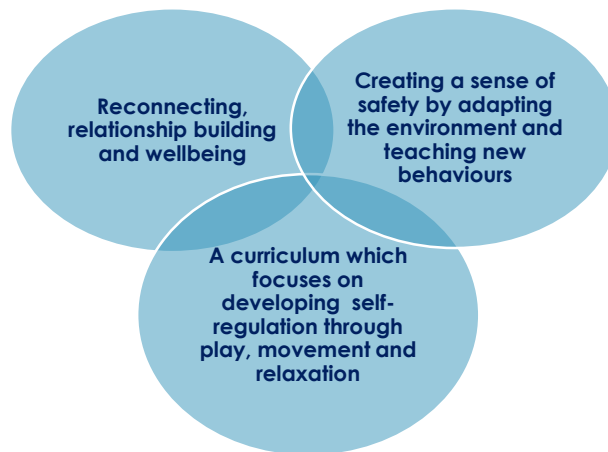 Reconnecting,
relationship building
and wellbeing
Creating a sense of
safety by adapting
the environment and
teaching new
behaviours
A curriculum which
focuses on
developing  self-
regulation through
play, movement and
relaxation